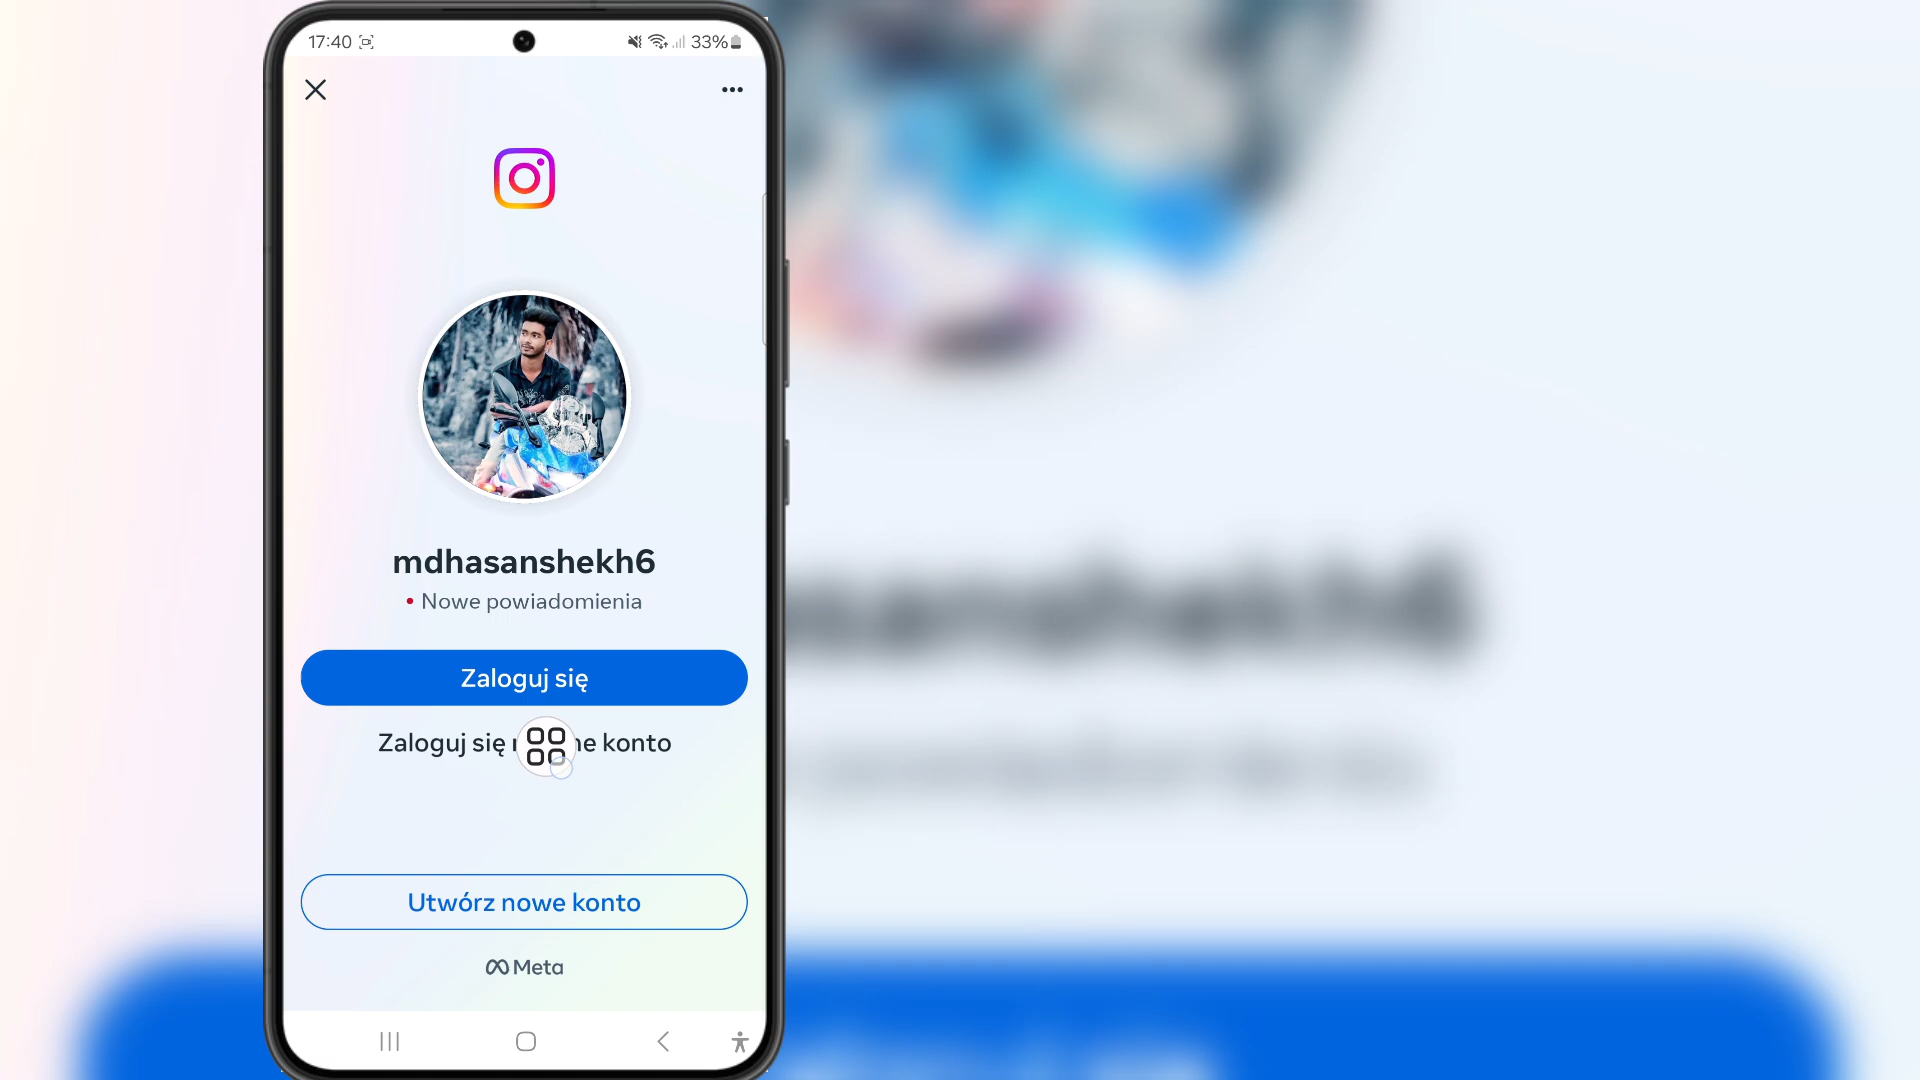 17:40
33%
mdhasanshekh6
• Nowe powiadomienia
Zaloguj się
Zaloguj się konto
Utwórz nowe konto
Meta